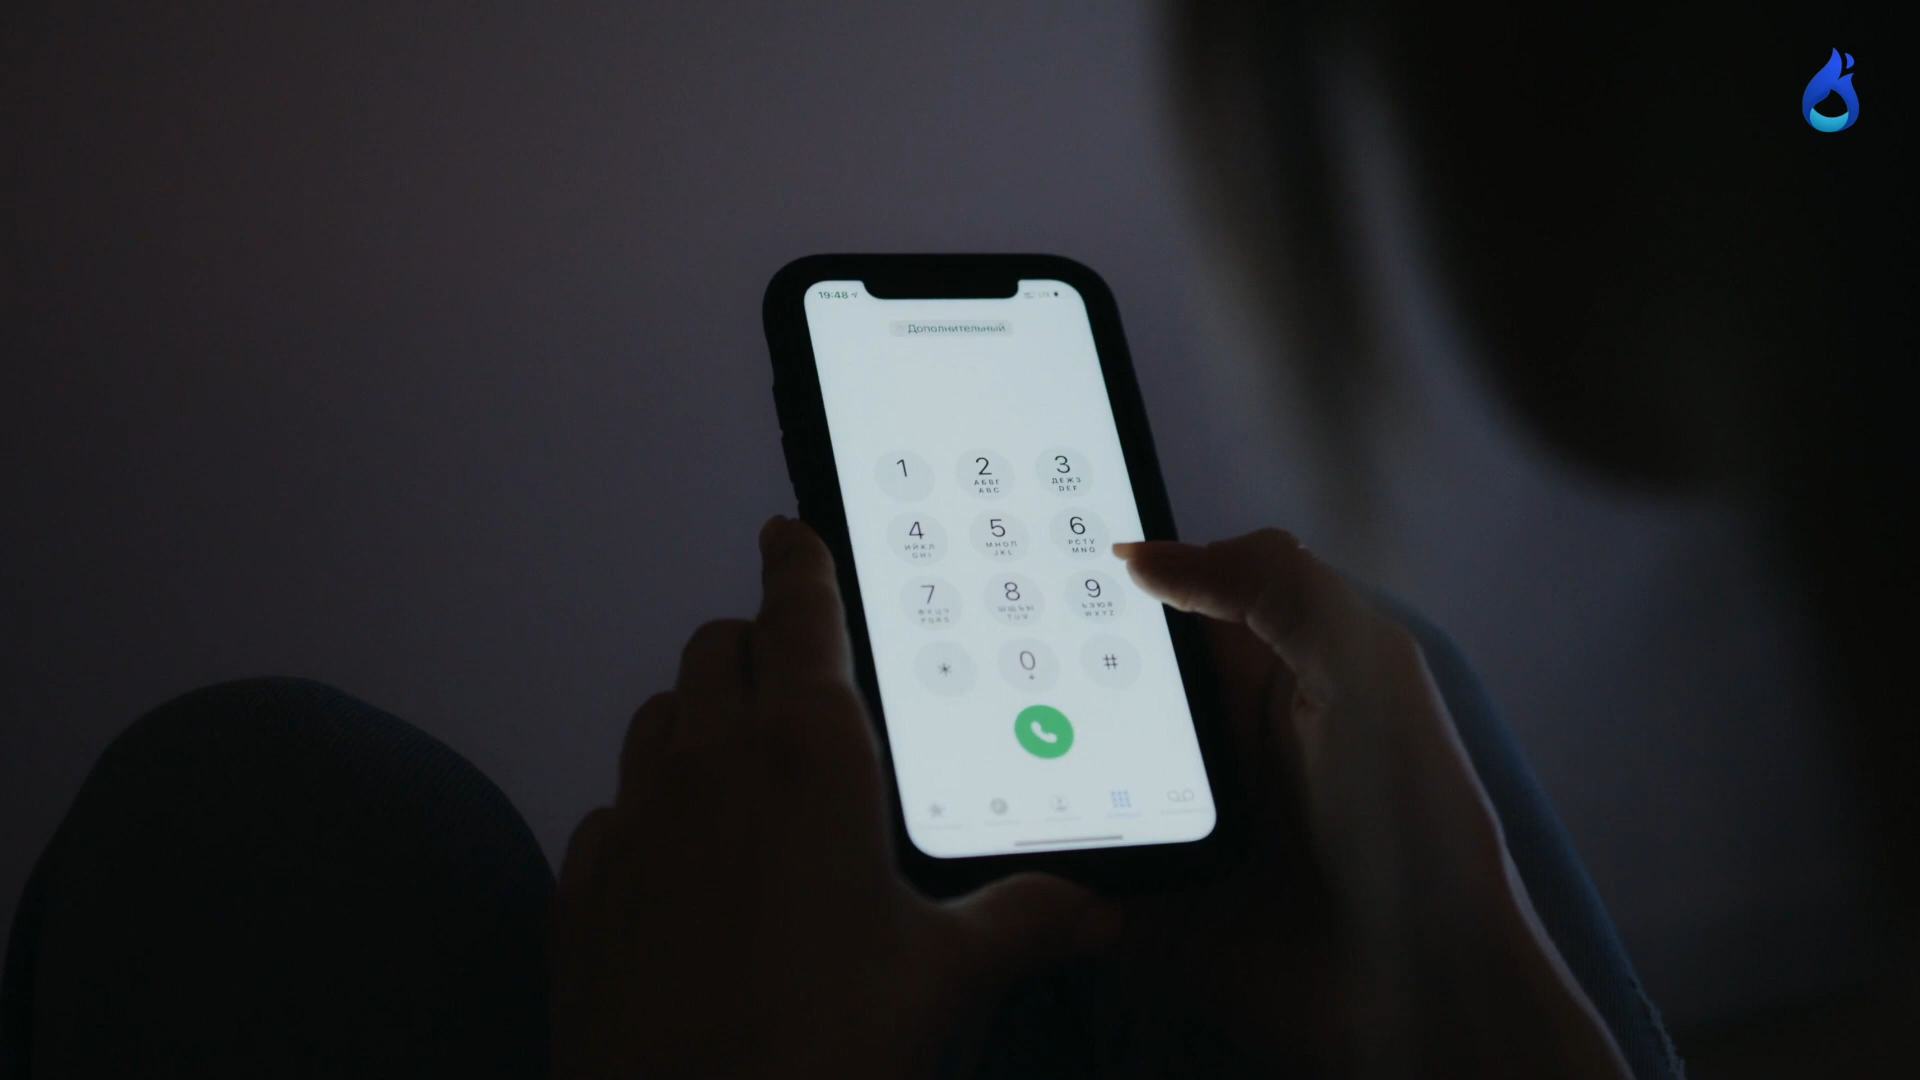 19:48
Дополнительный
1 2 3
АБВГ ДЕЖЗ
ABC DEF
4 5 6
ИЙКЛ МНОП РСТУ
GHI JKL MNO
7 8 9
ФХЦЧ ШЩЪЫ ЬЭЮЯ
PQRS TUV WXYZ
* 0 #
+